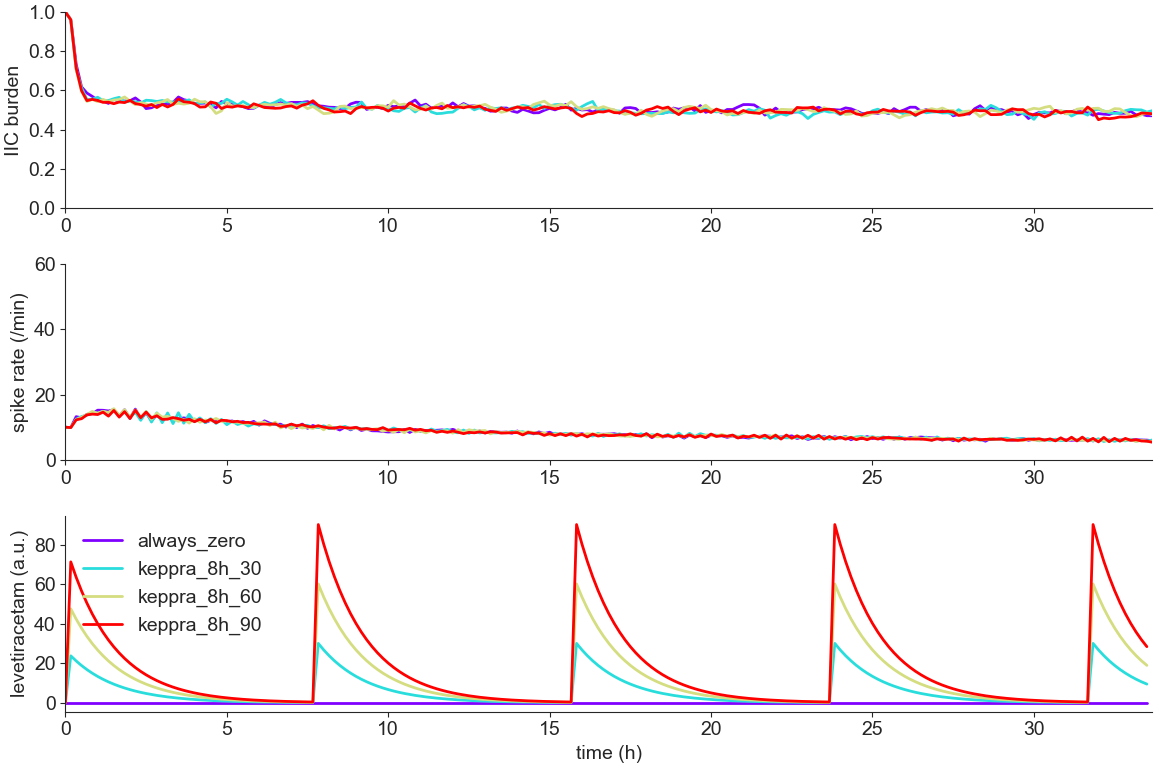 IIC burden
1.0
0.8
0.6
0.4
0.2
0.0
0 5 10 15 20 25 30
spike rate (/min)
60
40
20
0
0 5 10 15 20 25 30
levetiracetam (a.u.)
80
60
40
20
0
always_zero
keppra_8h_30
keppra_8h_60
keppra_8h_90
0 5 10 15 20 25 30
time (h)